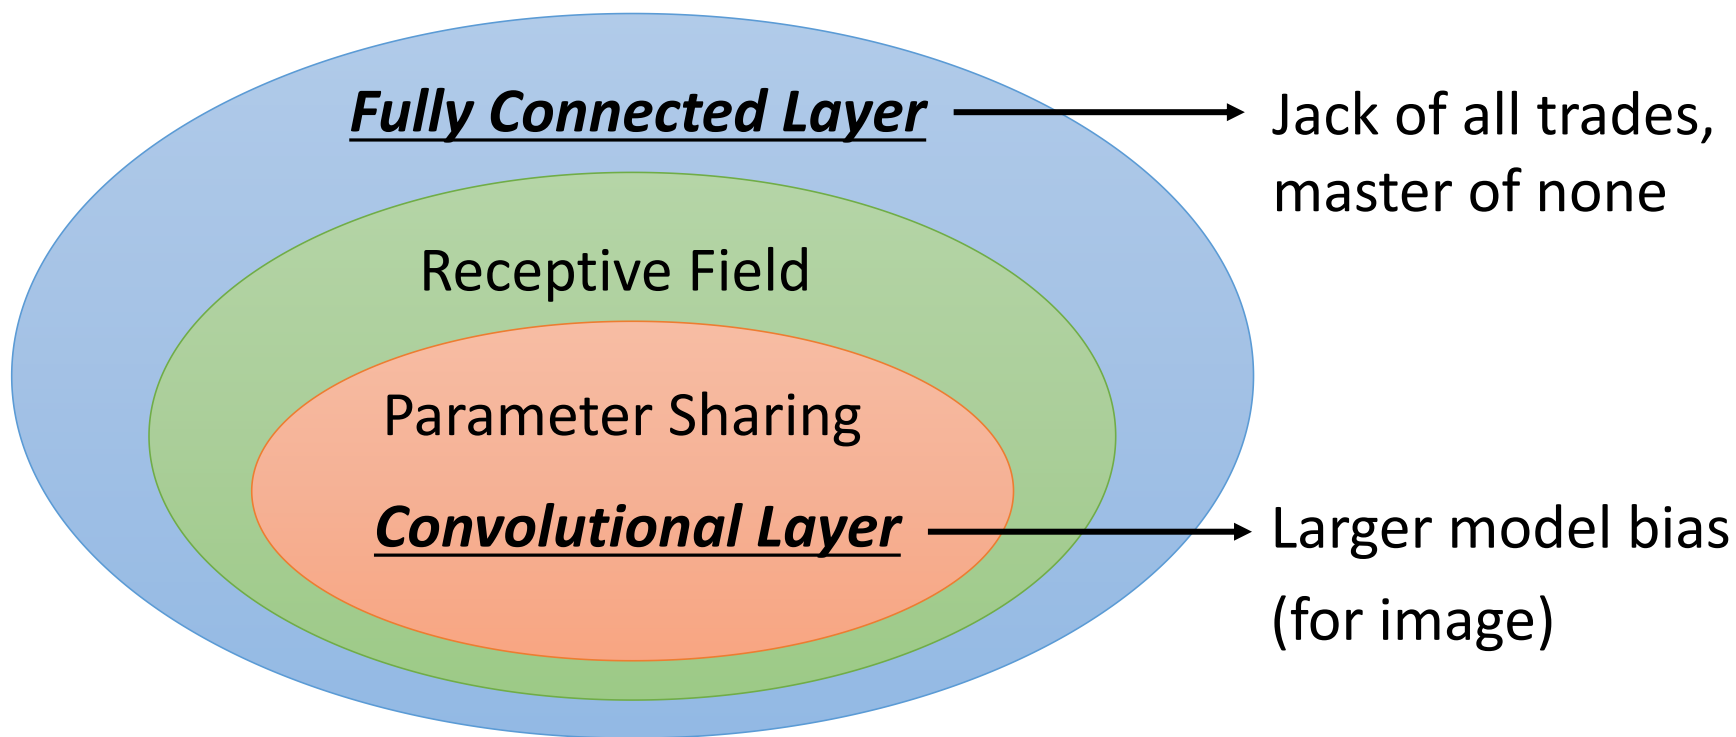 Fully Connected Layer
Jack of all trades,
master of none
Receptive Field
Parameter Sharing
Convolutional Layer
Larger model bias
(for image)